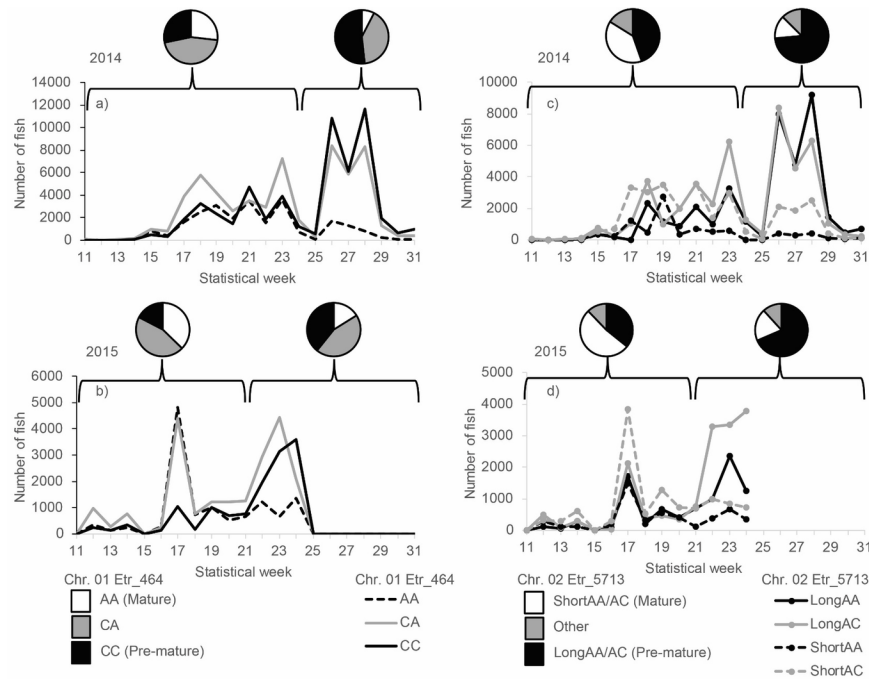 2014
a)
14000
12000
10000
8000
6000
4000
2000
0
Number of fish
11 13 15 17 19 21 23 25 27 29 31
Statistical week
2014
c)
10000
8000
6000
4000
2000
0
Number of fish
11 13 15 17 19 21 23 25 27 29 31
Statistical week
2015
b)
6000
5000
4000
3000
2000
1000
0
Number of fish
11 13 15 17 19 21 23 25 27 29 31
Statistical week
2015
d)
5000
4000
3000
2000
1000
0
Number of fish
11 13 15 17 19 21 23 25 27 29 31
Statistical week
Chr. 01 Etr_464
AA (Mature)
CA
CC (Pre-mature)
Chr. 01 Etr_464
AA
CA
CC
Chr. 02 Etr_5713
ShortAA/AC (Mature)
Other
LongAA/AC (Pre-mature)
Chr. 02 Etr_5713
LongAA
LongAC
ShortAA
ShortAC